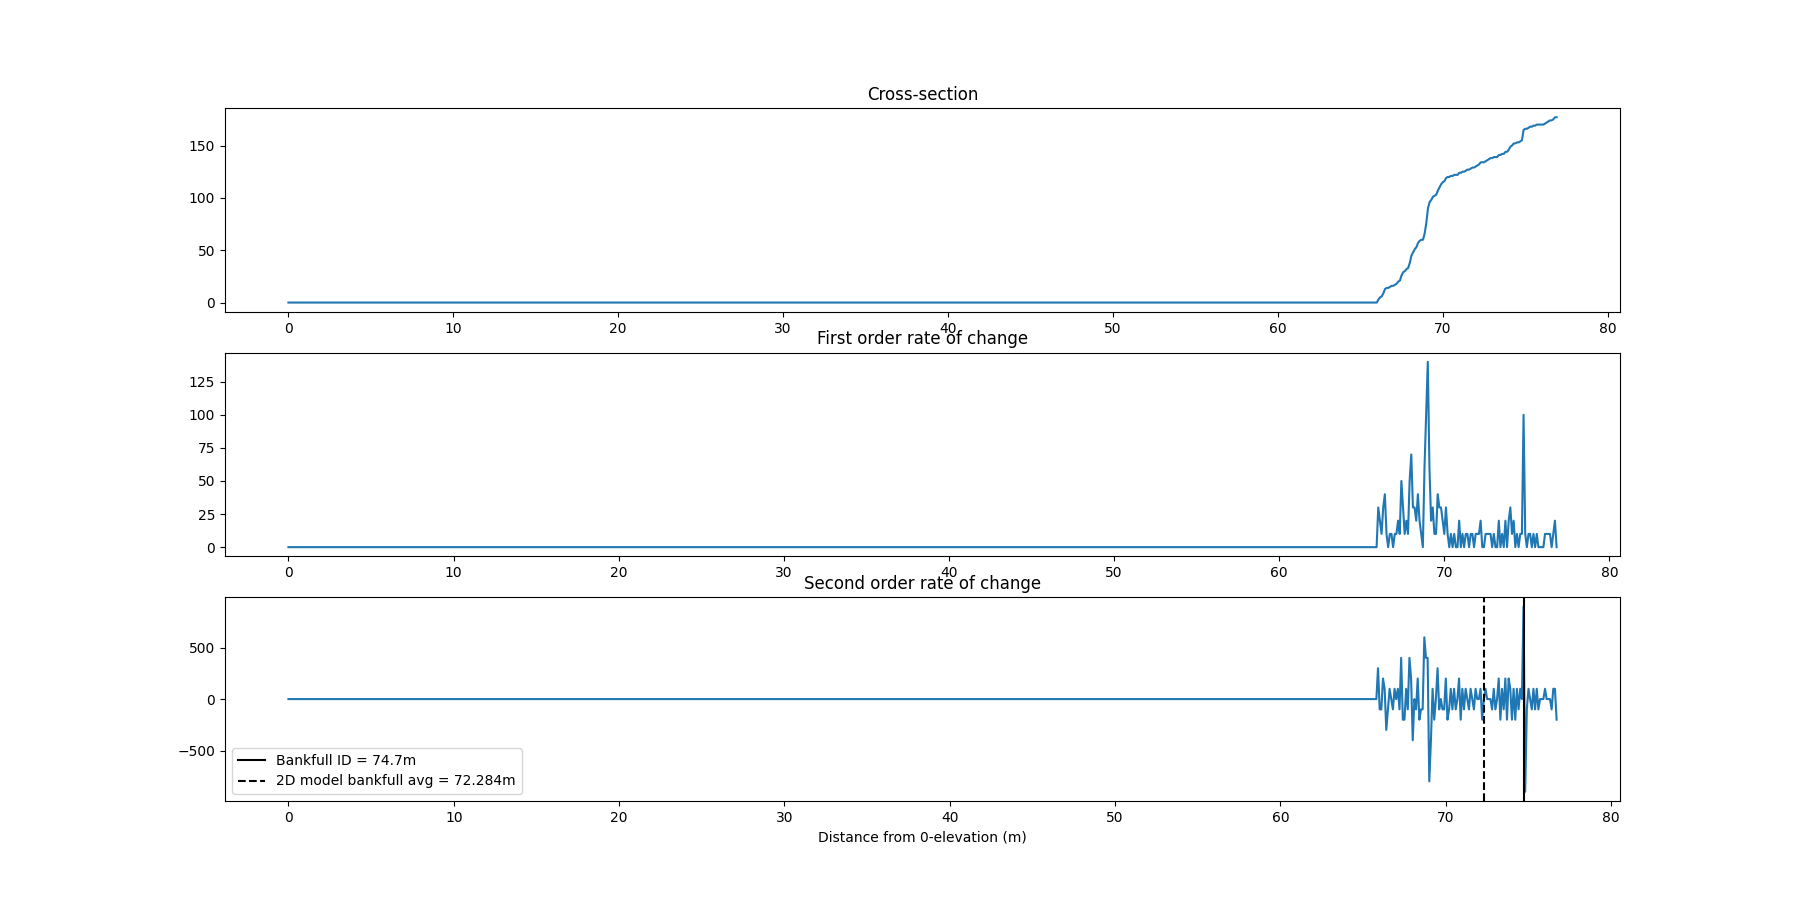 Cross-section
150
100
50
0
0 10 20 30 40 50 60 70 80
First order rate of change
125
100
75
50
25
0
0 10 20 30 40 50 60 70 80
Second order rate of change
500
0
−500
Bankfull ID = 74.7m
2D model bankfull avg = 72.284m
0 10 20 30 40 50 60 70 80
Distance from 0-elevation (m)